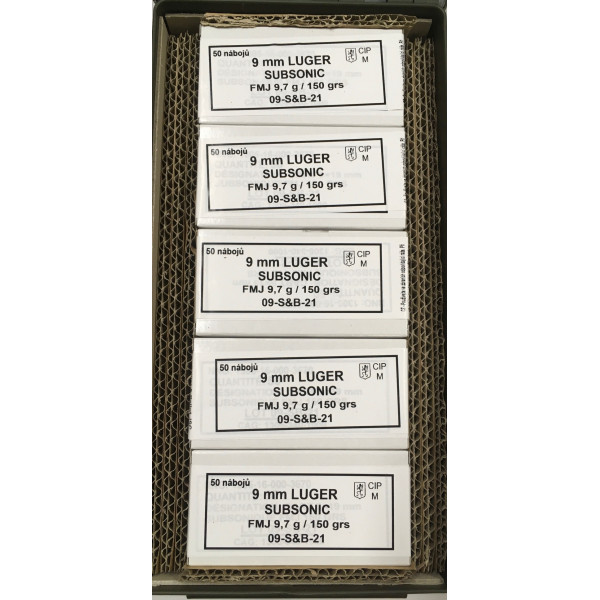 50 nábojů
CIP
M
9 mm LUGER
SUBSONIC
FMJ 9,7 g / 150 grs
09-S&B-21
50 nábojů
CIP
M
9 mm LUGER
SUBSONIC
FMJ 9,7 g / 150 grs
09-S&B-21
50 nábojů
CIP
M
9 mm LUGER
SUBSONIC
FMJ 9,7 g / 150 grs
09-S&B-21
50 nábojů
CIP
M
9 mm LUGER
SUBSONIC
FMJ 9,7 g / 150 grs
09-S&B-21
50 nábojů
CIP
M
9 mm LUGER
SUBSONIC
FMJ 9,7 g / 150 grs
09-S&B-21